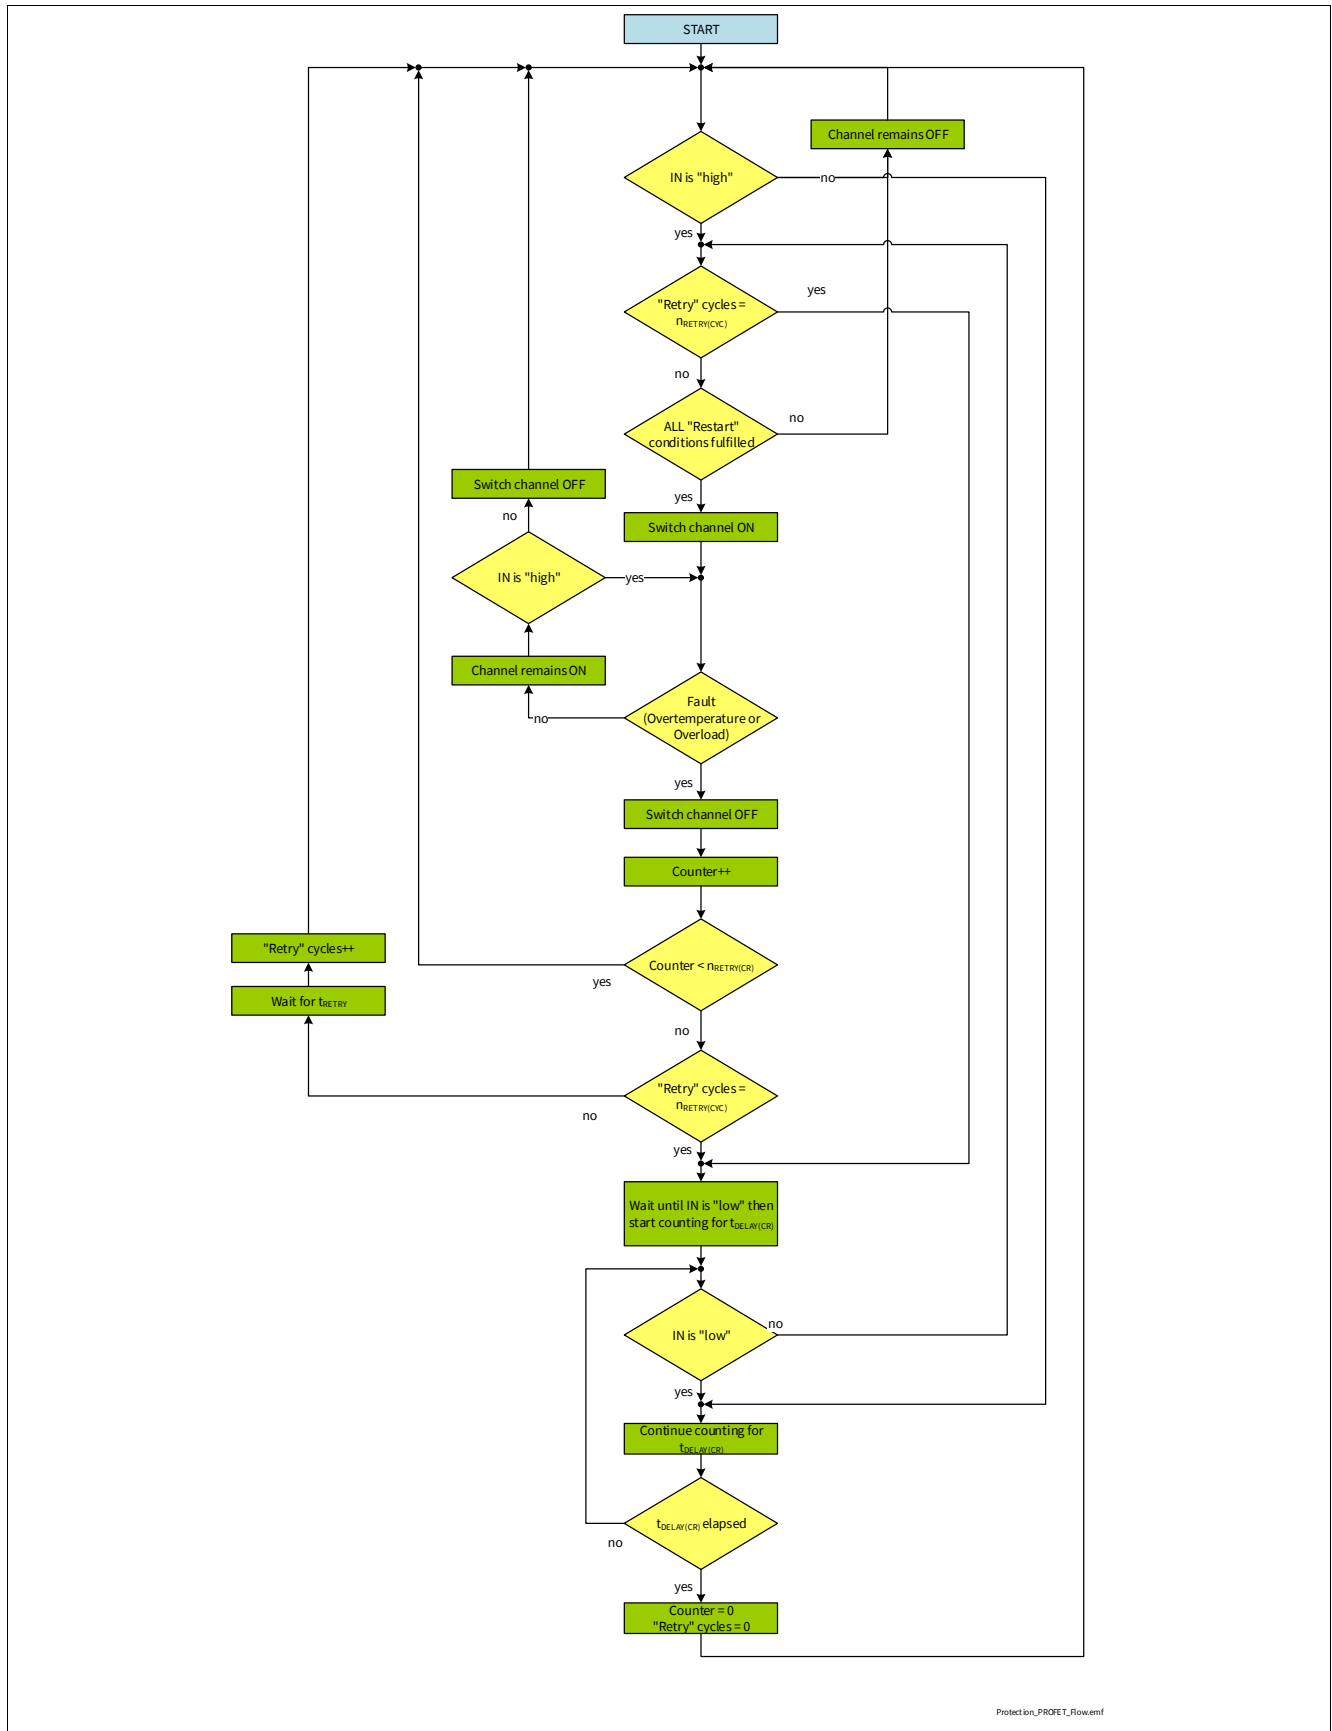 START
Channel remains OFF
IN is "high"
no
yes
"Retry" cycles =
nRETRY(CYC)
yes
no
ALL "Restart"
conditions fulfilled
no
yes
Switch channel OFF
no
Switch channel ON
IN is "high"
yes
Channel remains ON
Fault
(Overtemperature or
Overload)
no
yes
Switch channel OFF
Counter++
"Retry" cycles++
Counter < nRETRY(CR)
yes
Wait for tRETRY
no
"Retry" cycles =
nRETRY(CYC)
no
yes
Wait until IN is "low" then
start counting for tDELAY(CR)
IN is "low"
no
yes
Continue counting for
tDELAY(CR)
tDELAY(CR) elapsed
no
yes
Counter = 0
"Retry" cycles = 0
Protection_PROFET_Flow.emf